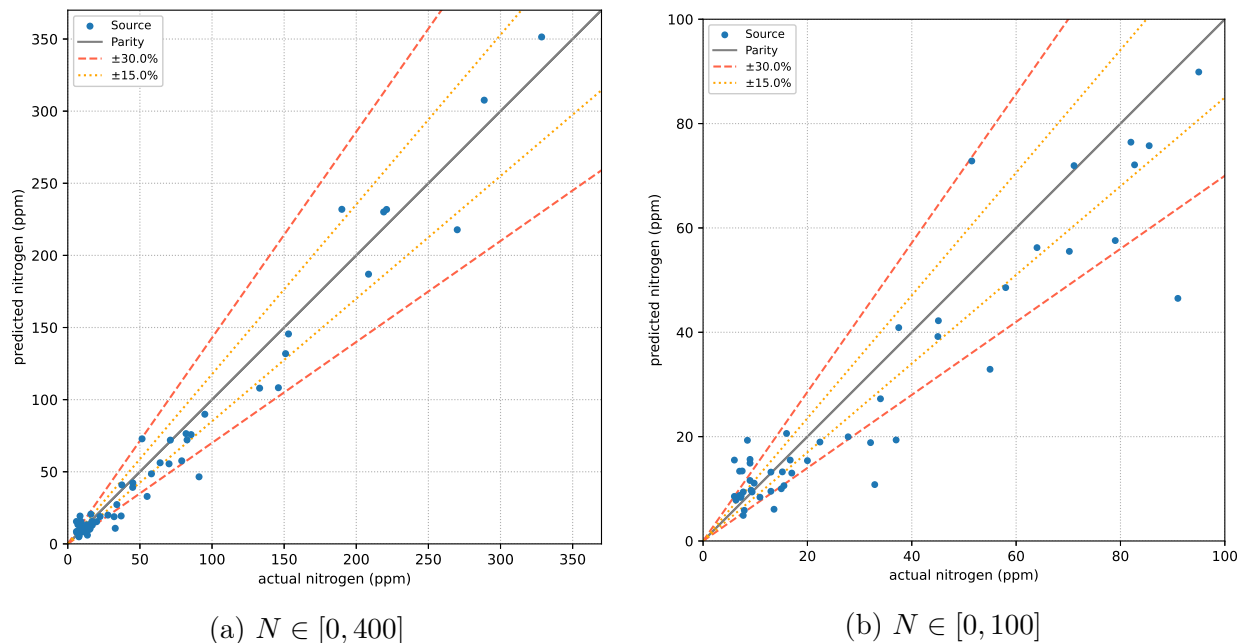 Source
Parity
±30.0%
±15.0%
350
300
250
200
150
100
50
0
0 50 100 150 200 250 300 350
predicted nitrogen (ppm)
actual nitrogen (ppm)
(a) N ∈ [0, 400]
Source
Parity
±30.0%
±15.0%
100
80
60
40
20
0
0 20 40 60 80 100
predicted nitrogen (ppm)
actual nitrogen (ppm)
(b) N ∈ [0, 100]